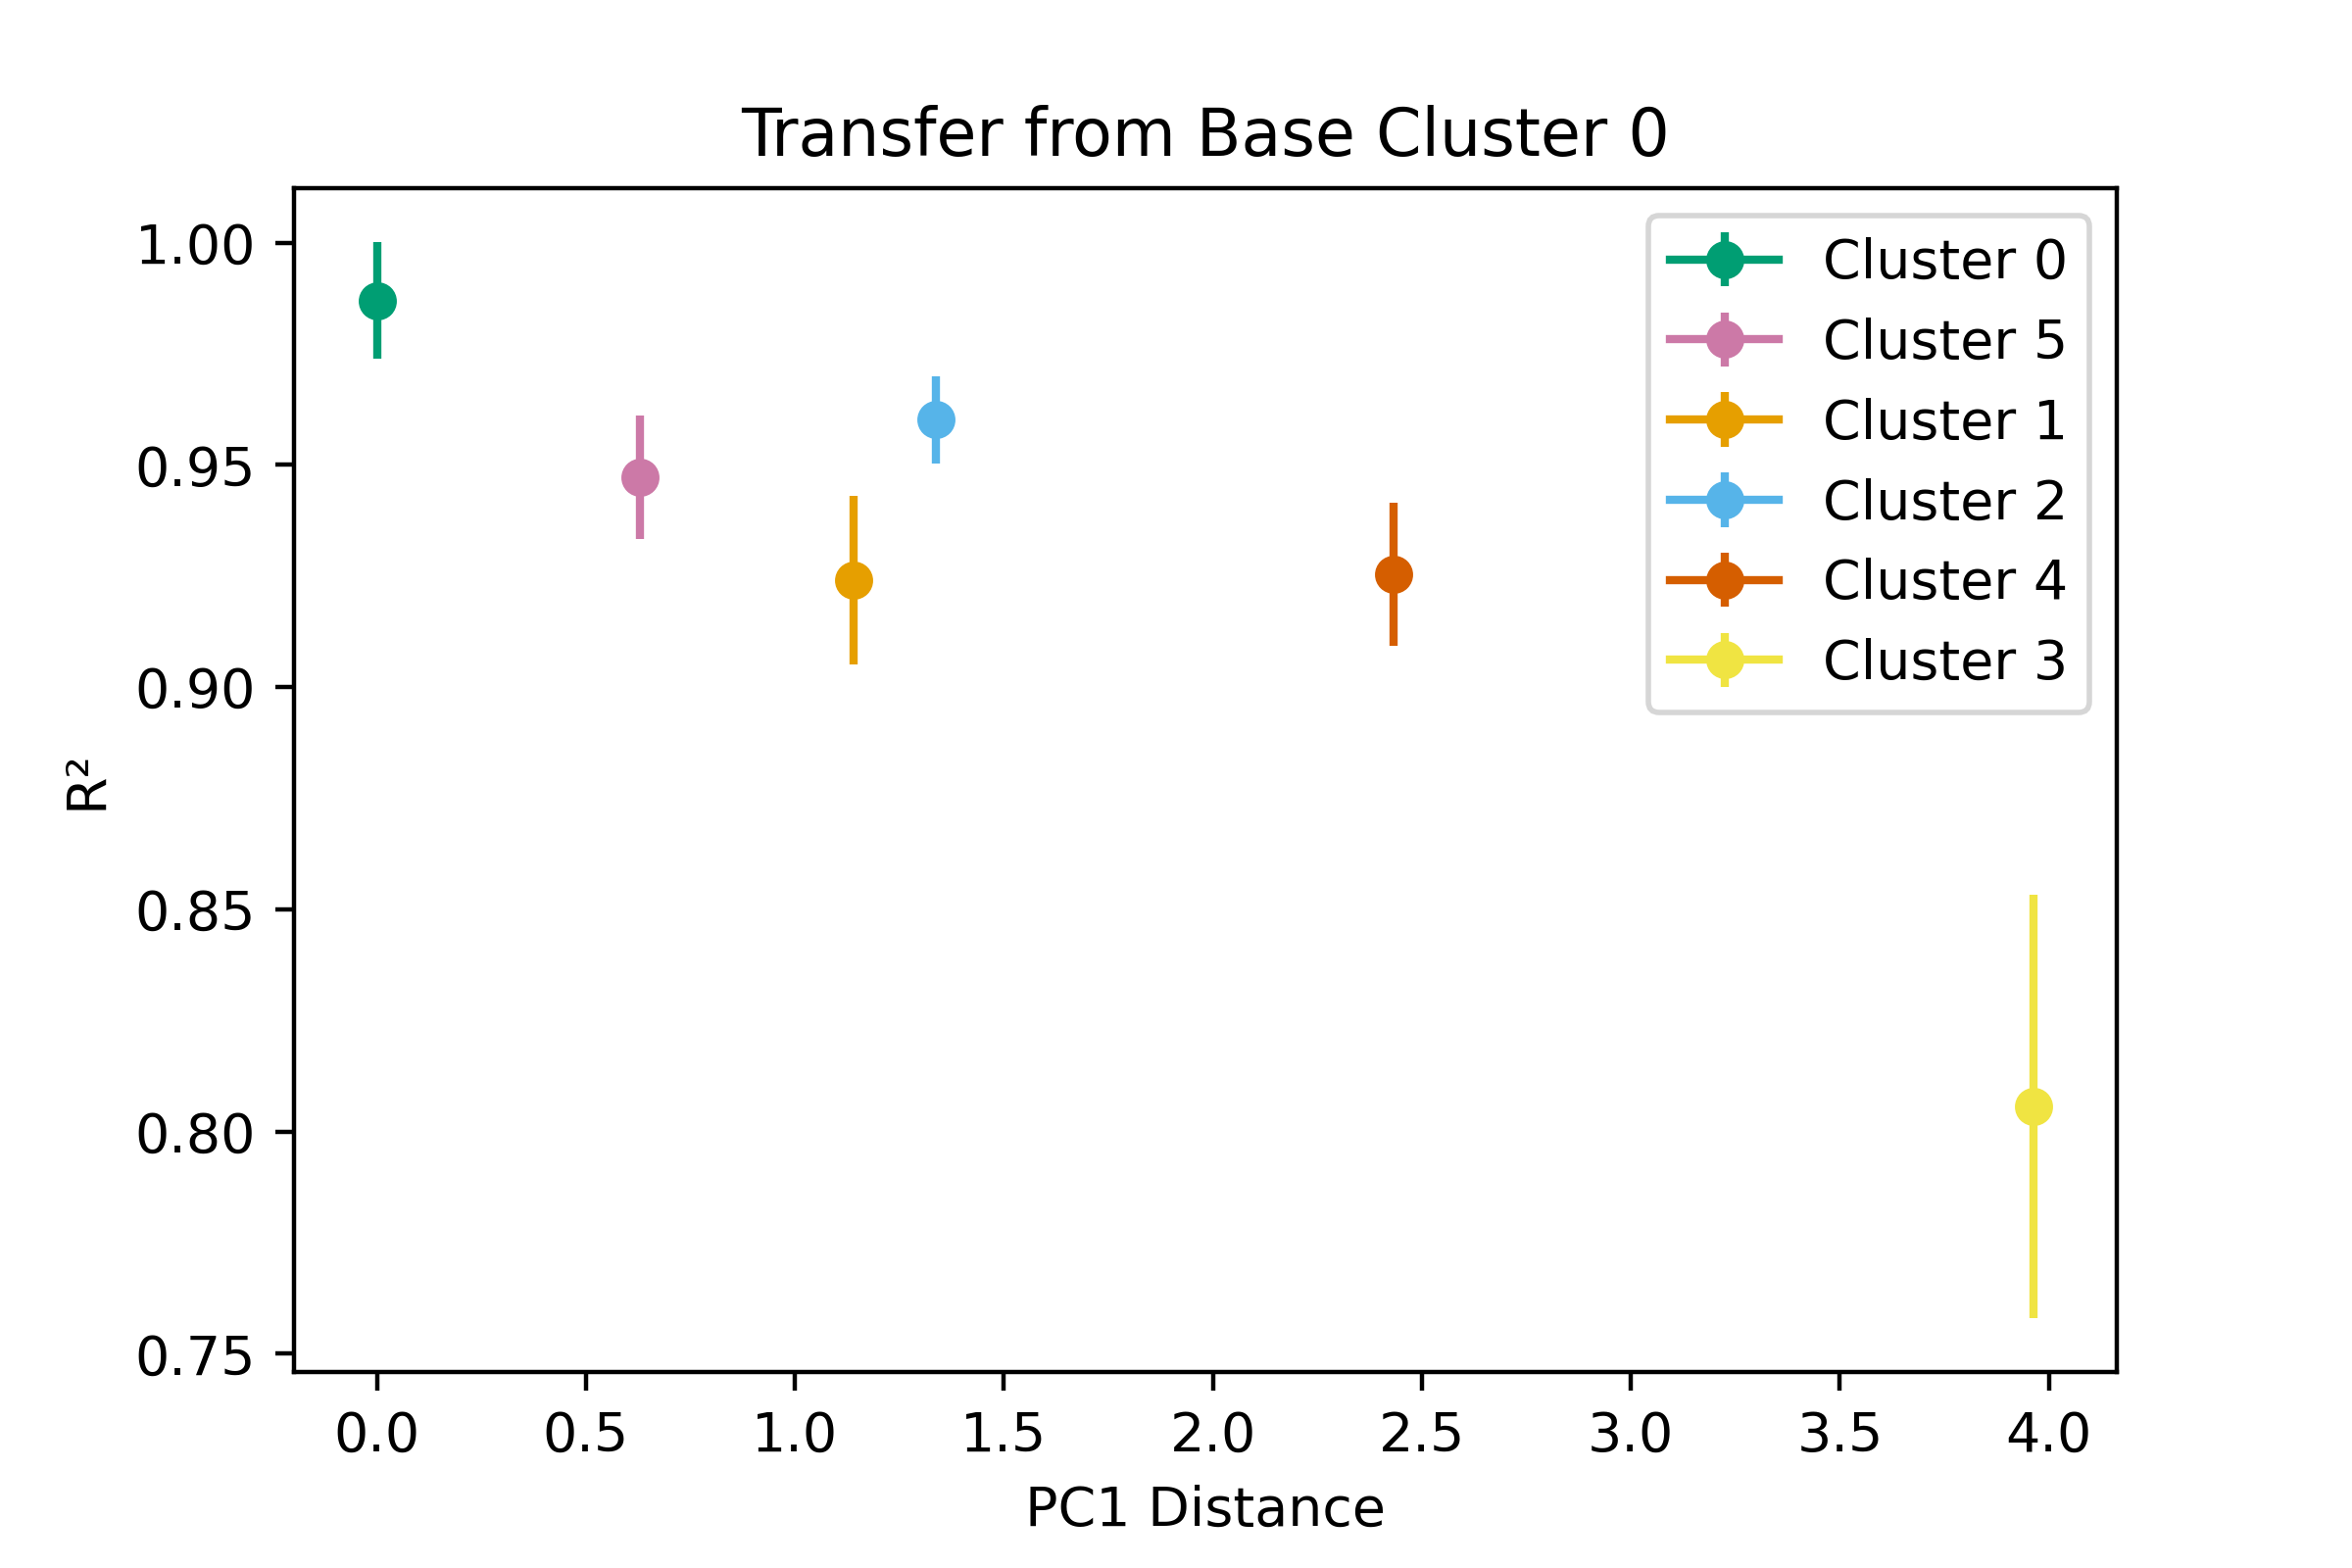 Transfer from Base Cluster 0
1.00
0.95
0.90
0.85
0.80
0.75
R²
Cluster 0
Cluster 5
Cluster 1
Cluster 2
Cluster 4
Cluster 3
0.0 0.5 1.0 1.5 2.0 2.5 3.0 3.5 4.0
PC1 Distance